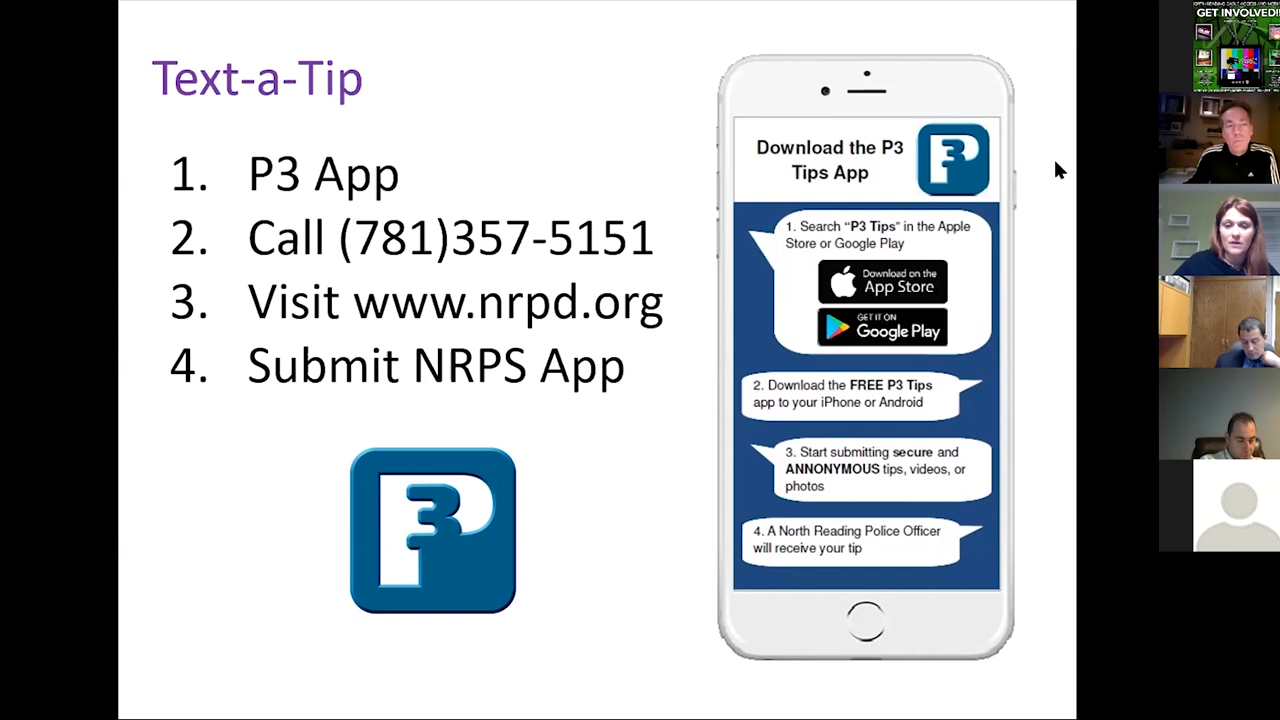 Text-a-Tip
1. P3 App
2. Call (781)357-5151
3. Visit www.nrpd.org
4. Submit NRPS App
P3
Download the P3
Tips App
P3
1. Search “P3 Tips” in the Apple
Store or Google Play
Download on the
App Store
GET IT ON
Google Play
2. Download the FREE P3 Tips
app to your iPhone or Android
3. Start submitting secure and
ANNONYMOUS tips, videos, or
photos
4. A North Reading Police Officer
will receive your tip
GET INVOLVED!